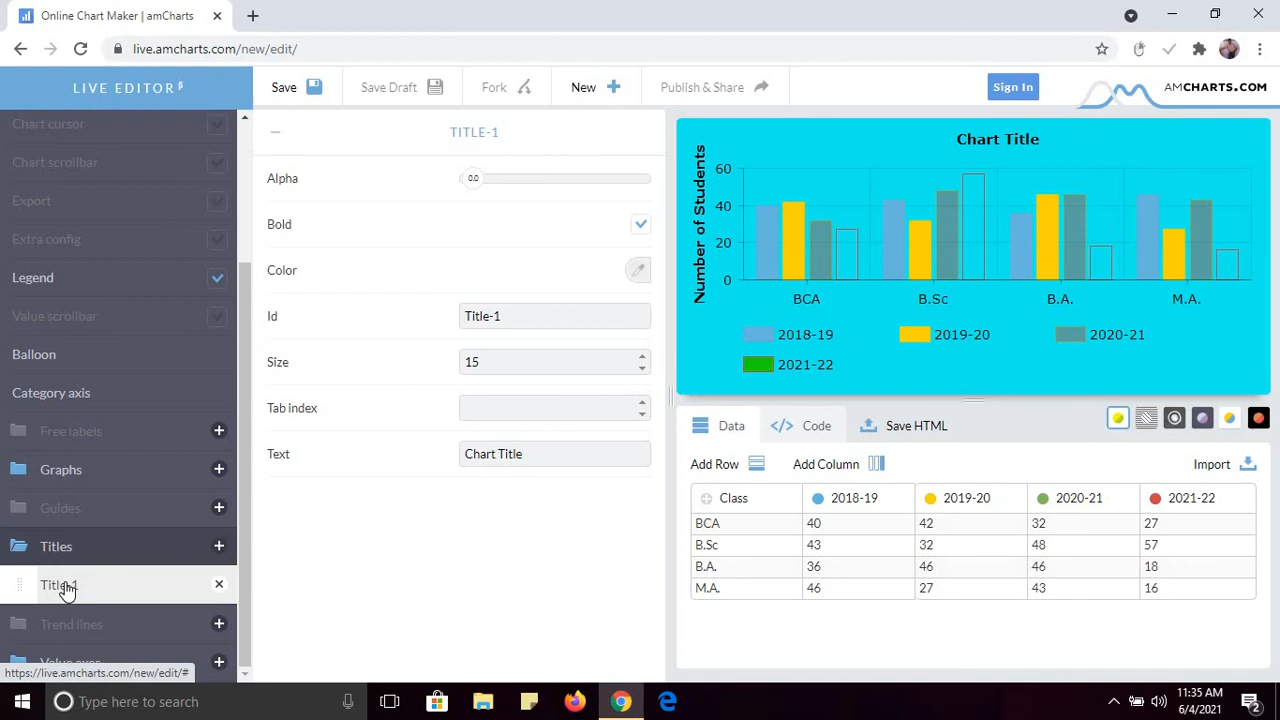 Online Chart Maker | amCharts
live.amcharts.com/new/edit/
LIVE EDITOR β
Save
Save Draft
Fork
New
Publish & Share
Sign In
AMCHARTS.COM
Chart cursor
Chart scrollbar
Export
Extra config
Legend
Value scrollbar
Balloon
Category axis
Free labels
Graphs
Guides
Titles
Title-1
Trend lines
Value axes
https://live.amcharts.com/new/edit/#
TITLE-1
Alpha 0.0
Bold
Color
Id Title-1
Size 15
Tab index
Text Chart Title
Chart Title
Number of Students
60
40
20
0
BCA B.Sc B.A. M.A.
2018-19 2019-20 2020-21
2021-22
Data Code Save HTML
Add Row Add Column Import
Class 2018-19 2019-20 2020-21 2021-22
BCA 40 42 32 27
B.Sc 43 32 48 57
B.A. 36 46 46 18
M.A. 46 27 43 16
Type here to search
11:35 AM
6/4/2021
2